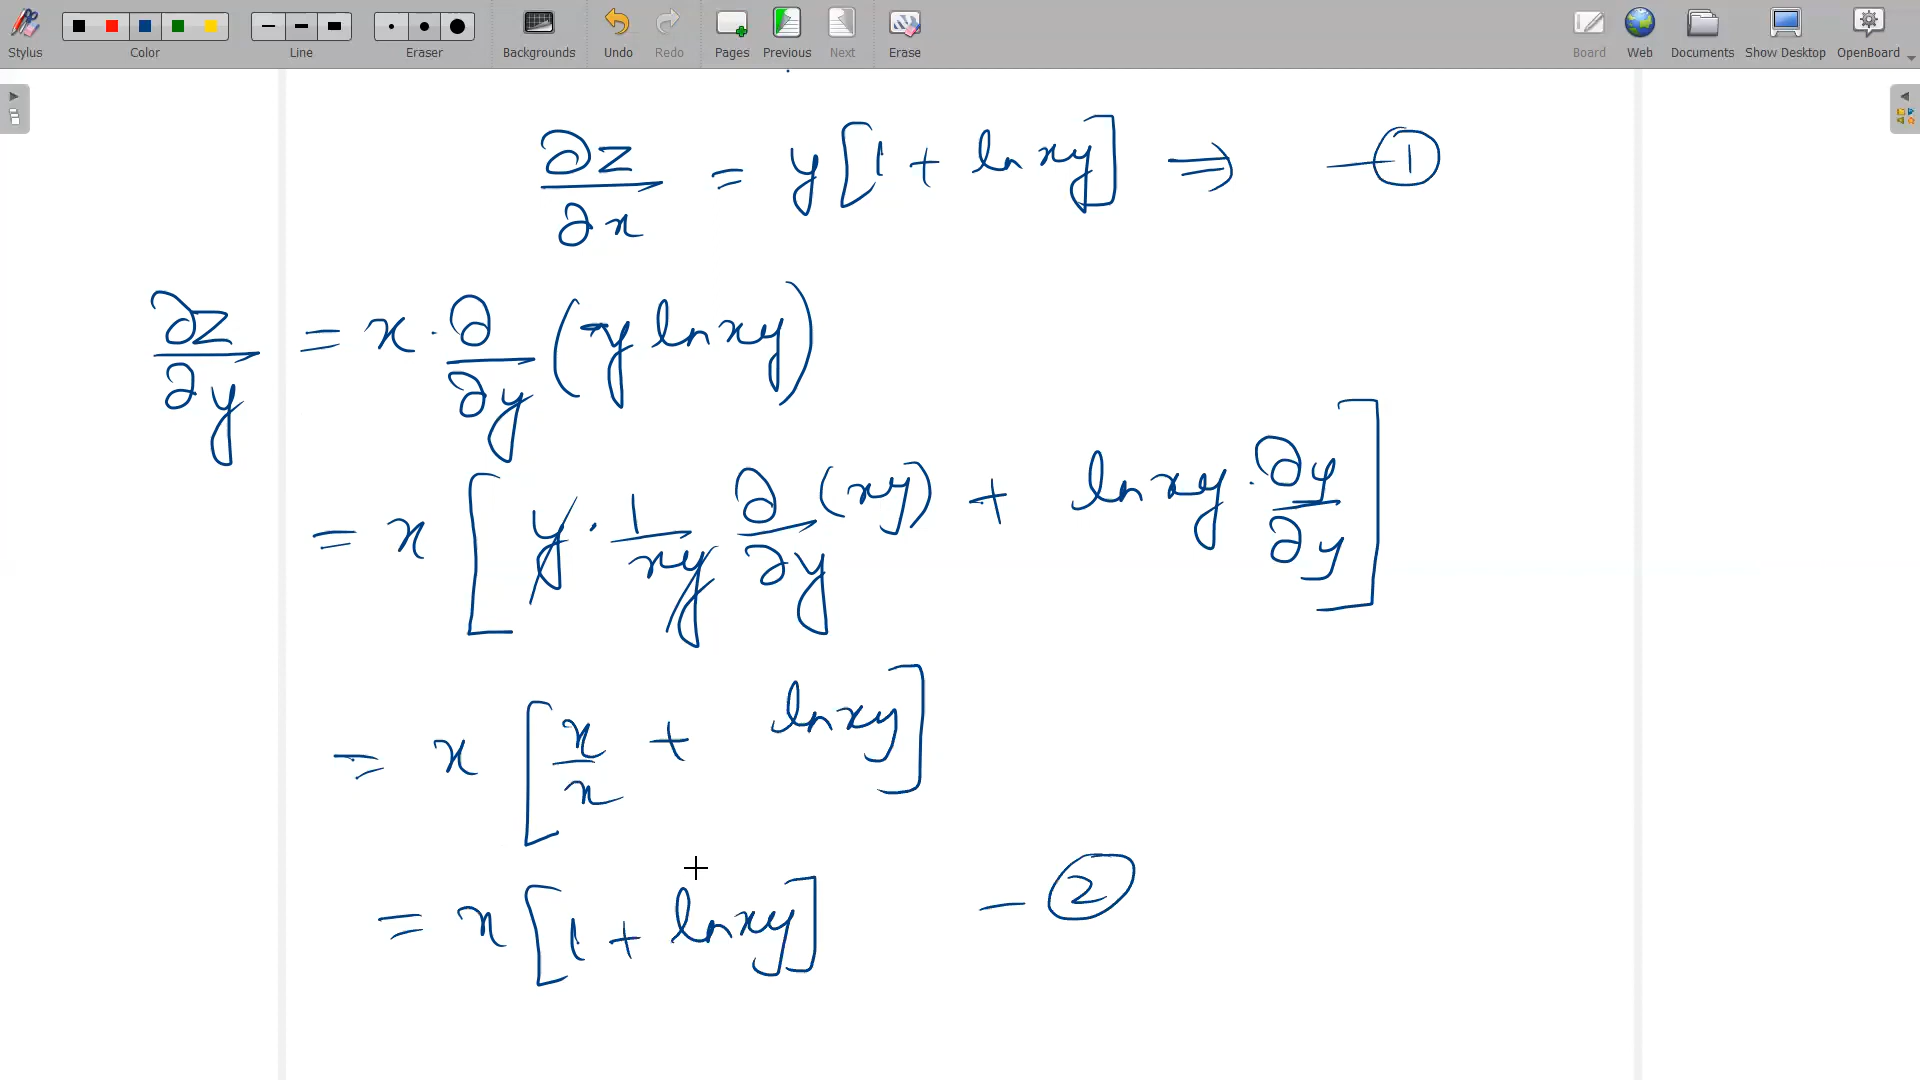 Stylus Color Line Eraser Backgrounds Undo Redo Pages Previous Next Erase Board Web Documents Show Desktop OpenBoard
∂z/∂x = y[1 + ln xy] ⇒ — ①
∂z/∂y = x · ∂/∂y (y ln xy)
= x [y · 1/xy ∂/∂y (xy) + ln xy · ∂y/∂y]
= x [x/x + ln xy]
= x [1 + ln xy] — ②